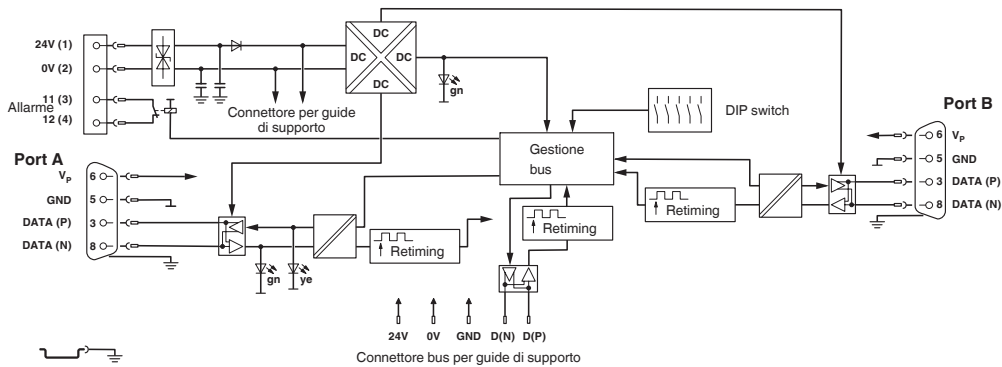 24V (1)
0V (2)
11 (3)
Allarme
12 (4)
DC
DC
DC
DC
gn
Connettore per guide
di supporto
DIP switch
Gestione
bus
Port A
VP
6
GND
5
DATA (P)
3
DATA (N)
8
gn
ye
Retiming
Retiming
Retiming
Port B
6
VP
5
GND
3
DATA (P)
8
DATA (N)
24V
0V
GND
D(N)
D(P)
Connettore bus per guide di supporto